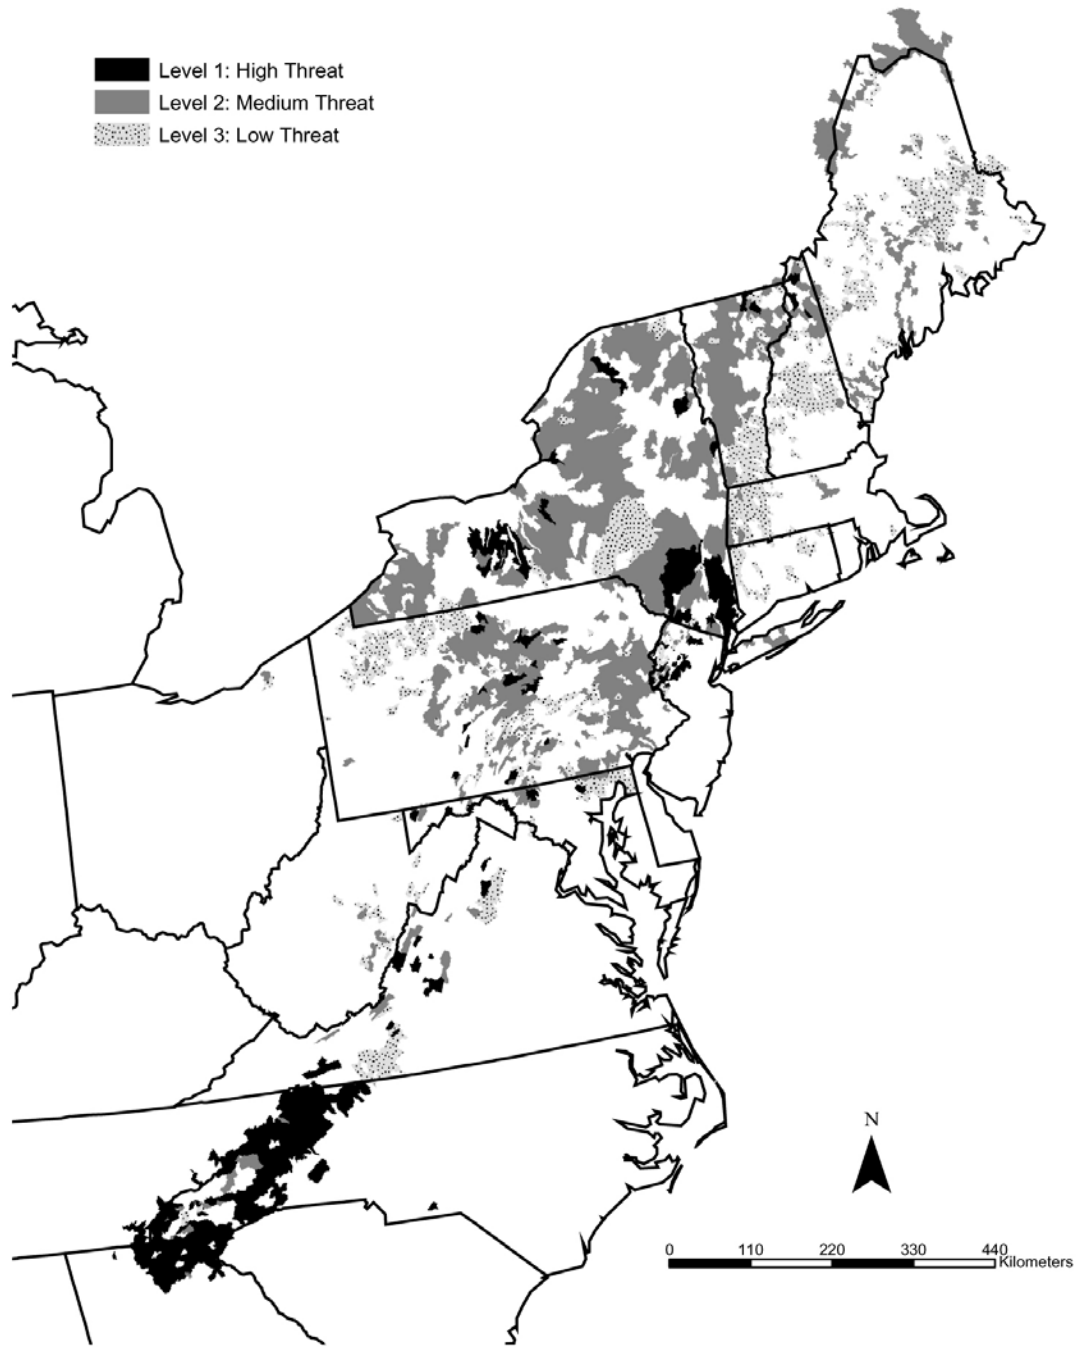 Level 1: High Threat
Level 2: Medium Threat
Level 3: Low Threat
N
0 110 220 330 440
Kilometers